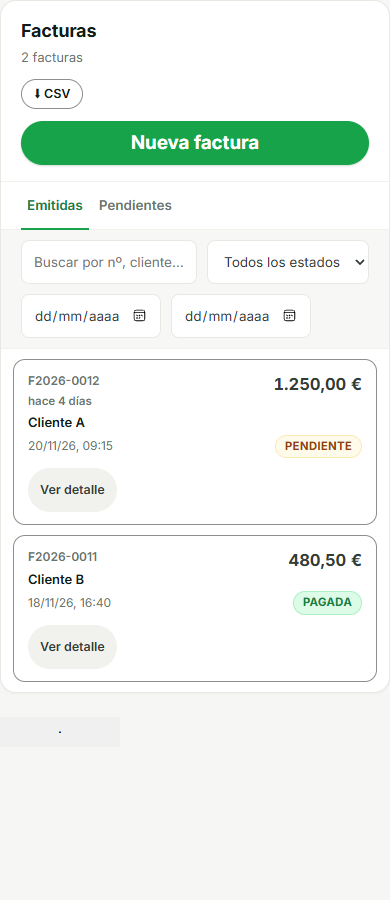 Facturas
2 facturas
⬇ CSV
Nueva factura
Emitidas Pendientes
Buscar por nº, cliente... Todos los estados
dd/mm/aaaa dd/mm/aaaa
F2026-0012 1.250,00 €
hace 4 días
Cliente A
20/11/26, 09:15 PENDIENTE
Ver detalle
F2026-0011 480,50 €
Cliente B
18/11/26, 16:40 PAGADA
Ver detalle
.